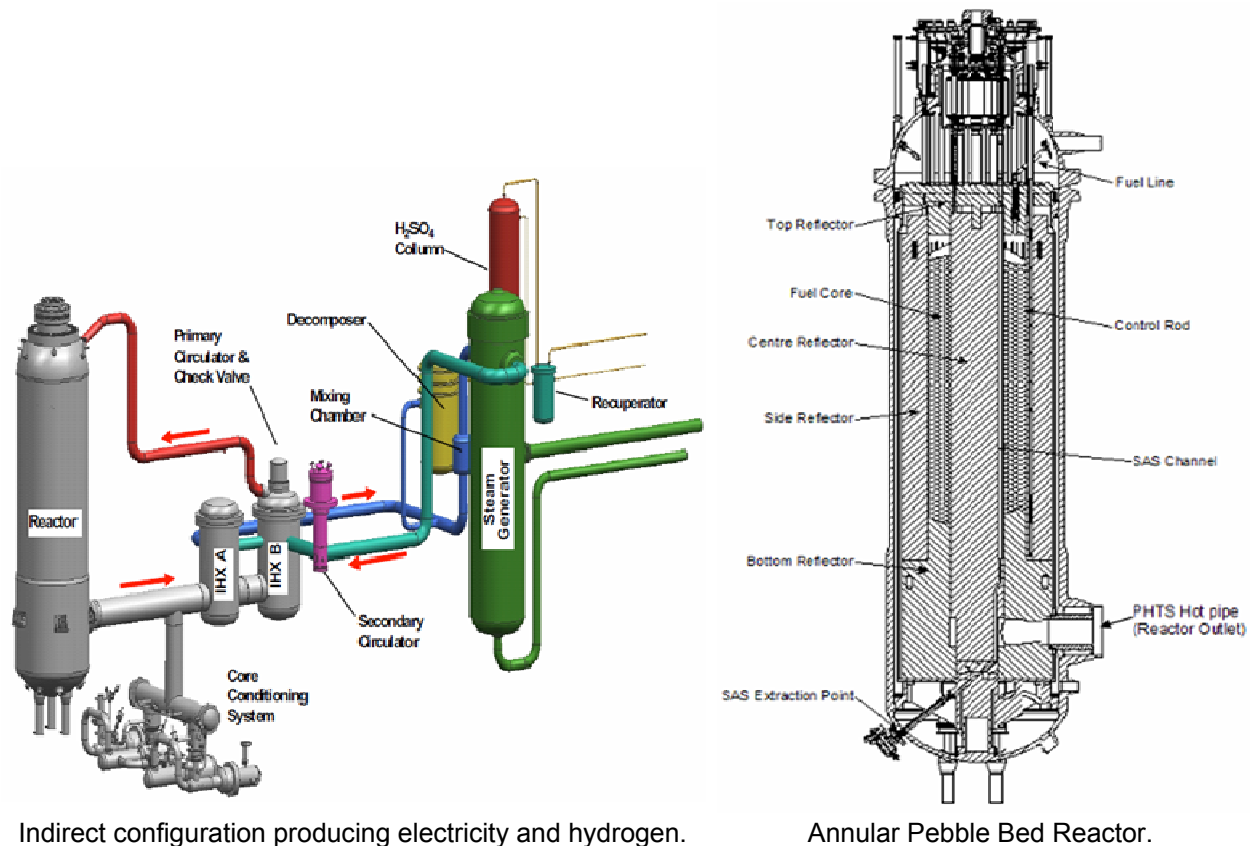 H₂SO₄
Collumn
Decomposer
Primary
Circulator &
Check Valve
Mixing
Chamber
Recuperator
Reactor
IHX A
IHX B
Steam
Generator
Secondary
Circulator
Core
Conditioning
System
Indirect configuration producing electricity and hydrogen.
Fuel Line
Top Reflector
Fuel Core
Control Rod
Centre Reflector
Side Reflector
SAS Channel
Bottom Reflector
PHTS Hot pipe
(Reactor Outlet)
SAS Extraction Point
Annular Pebble Bed Reactor.